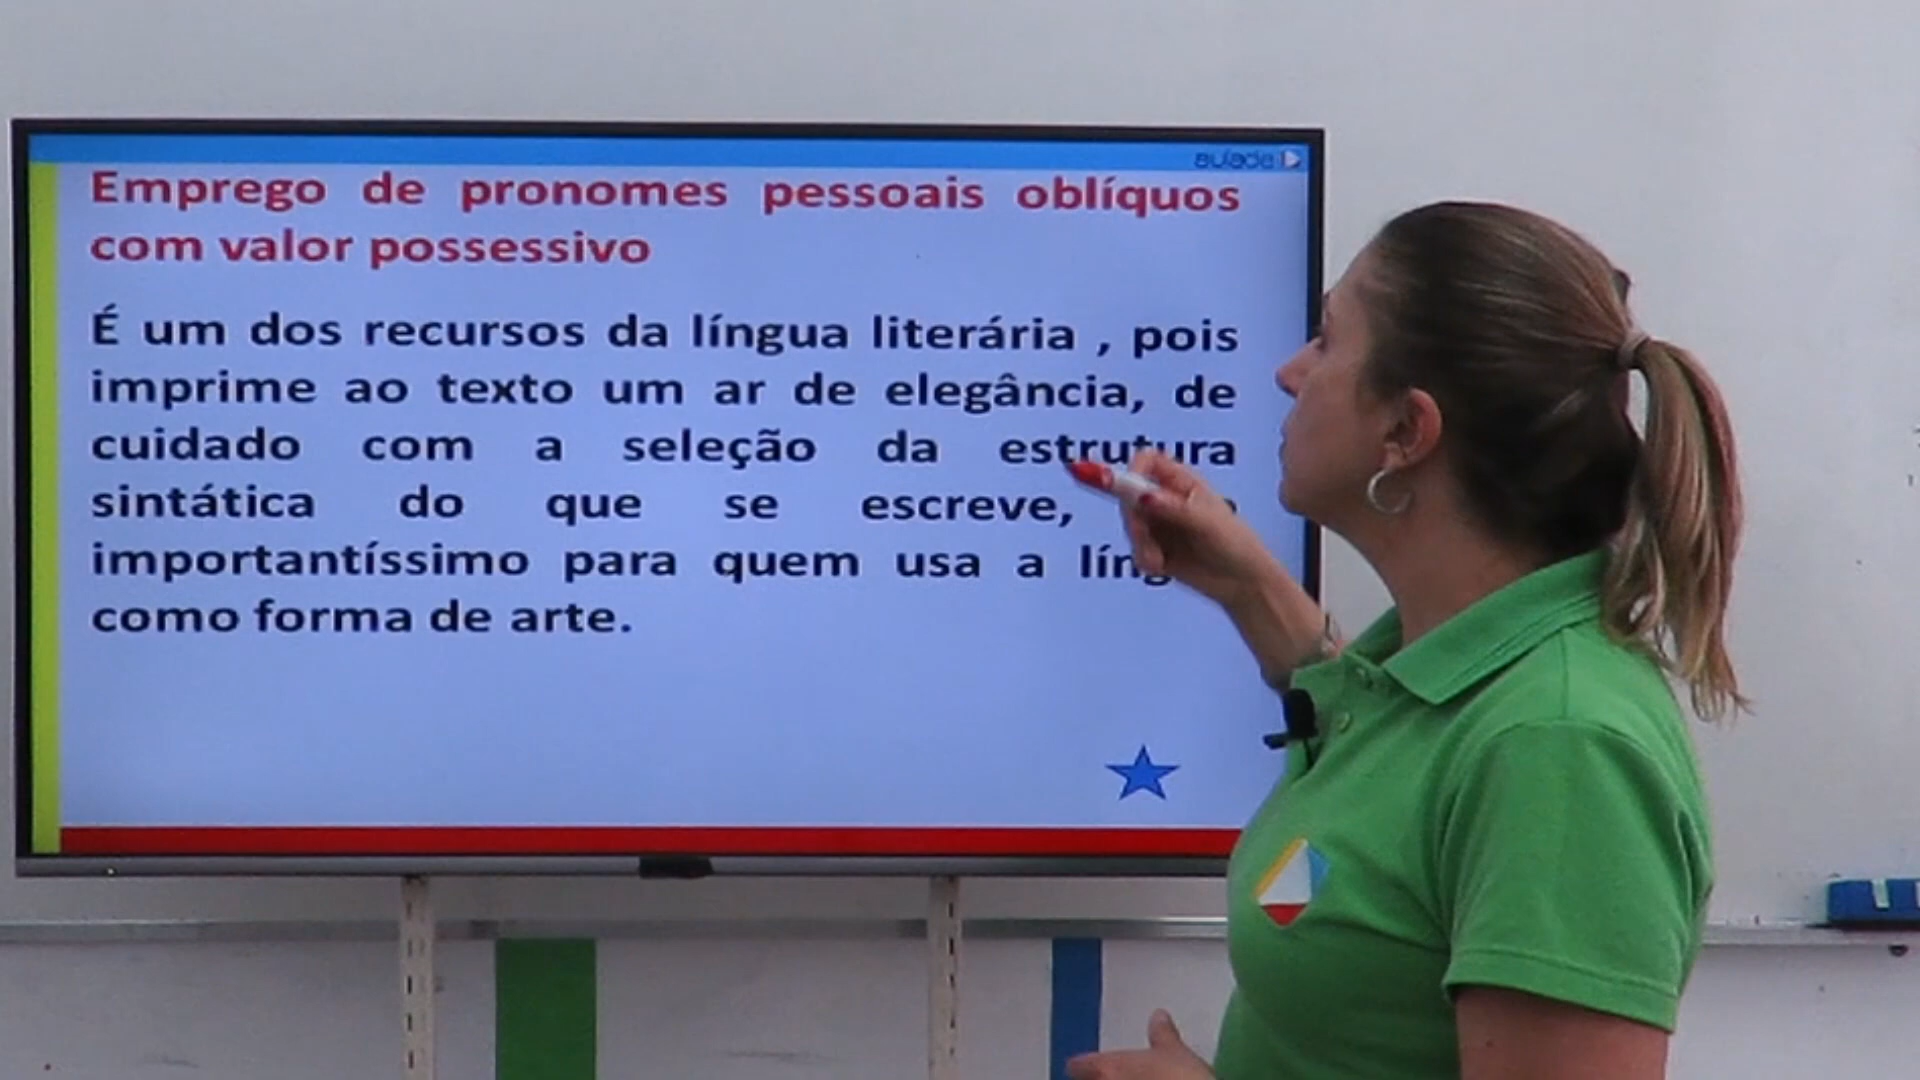 aulade
Emprego de pronomes pessoais oblíquos
com valor possessivo
É um dos recursos da língua literária , pois
imprime ao texto um ar de elegância, de
cuidado com a seleção da estrutura
sintática do que se escreve,
importantíssimo para quem usa a
como forma de arte.